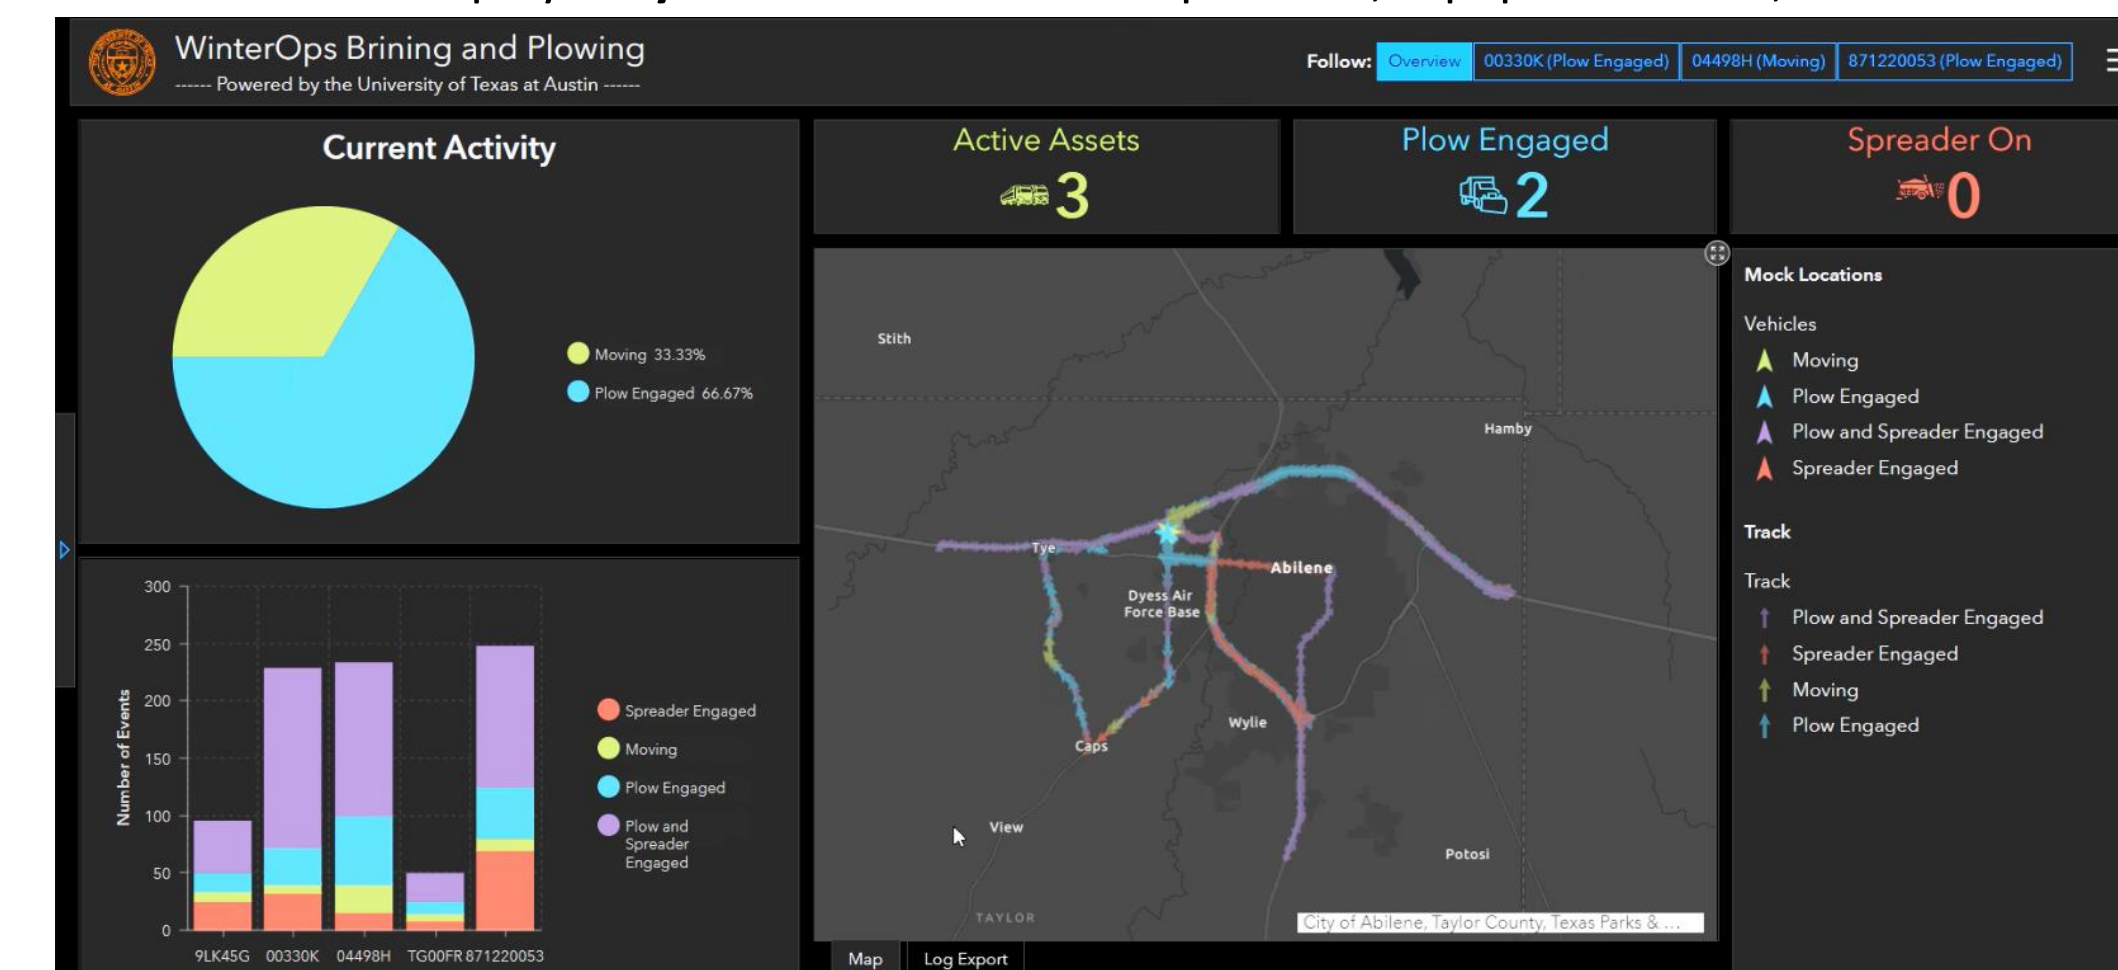 WinterOps Brining and Plowing
------ Powered by the University of Texas at Austin ------
Follow: Overview 00330K (Plow Engaged) 04498H (Moving) 871220053 (Plow Engaged)
Current Activity
Moving 33.33%
Plow Engaged 66.67%
Active Assets
3
Plow Engaged
2
Spreader On
0
300
250
200
150
100
50
0
Number of Events
9LK45G 00330K 04498H TG00FR 871220053
Spreader Engaged
Moving
Plow Engaged
Plow and
Spreader
Engaged
Stith
Hamby
Tye
Abilene
Dyess Air
Force Base
Wylie
Caps
View
Potosi
TAYLOR
City of Abilene, Taylor County, Texas Parks & ...
Map Log Export
Mock Locations
Vehicles
Moving
Plow Engaged
Plow and Spreader Engaged
Spreader Engaged
Track
Track
Plow and Spreader Engaged
Spreader Engaged
Moving
Plow Engaged